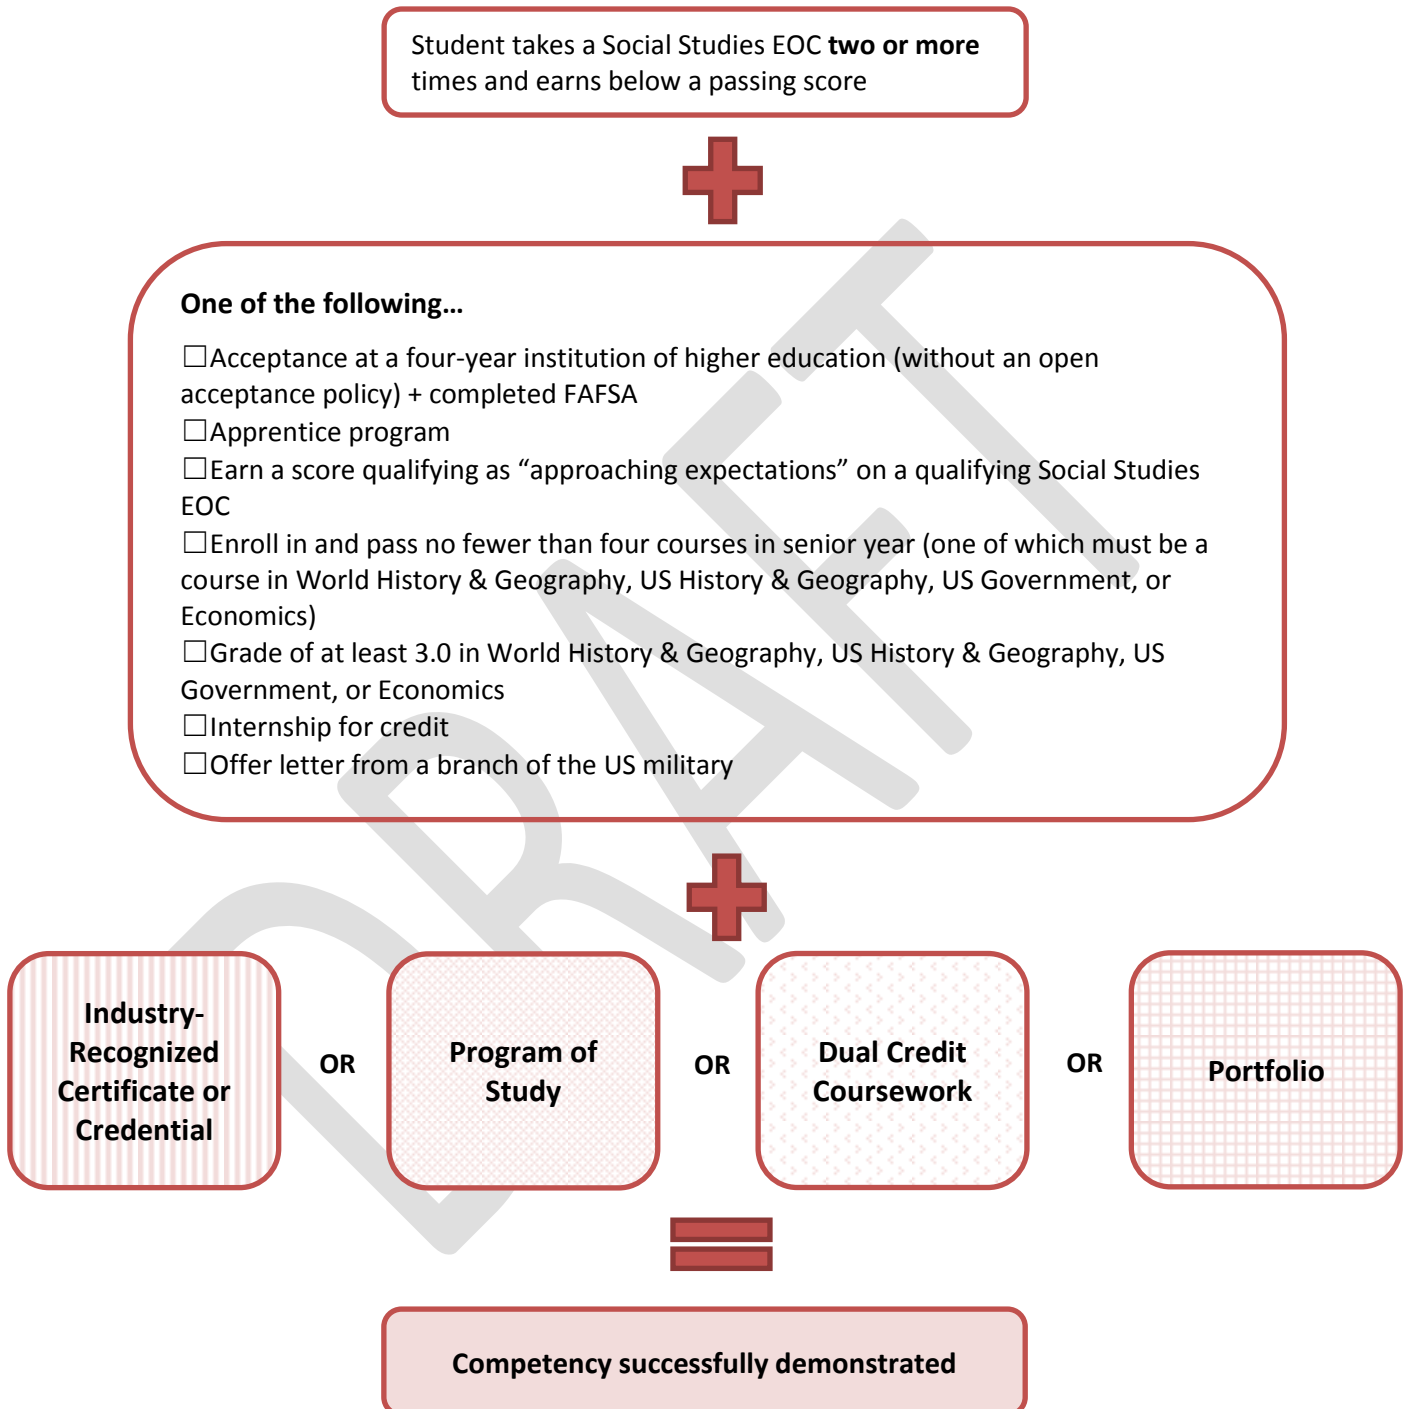 Student takes a Social Studies EOC two or more
times and earns below a passing score
One of the following…
☐Acceptance at a four-year institution of higher education (without an open
acceptance policy) + completed FAFSA
☐Apprentice program
☐Earn a score qualifying as “approaching expectations” on a qualifying Social Studies
EOC
☐Enroll in and pass no fewer than four courses in senior year (one of which must be a
course in World History & Geography, US History & Geography, US Government, or
Economics)
☐Grade of at least 3.0 in World History & Geography, US History & Geography, US
Government, or Economics
☐Internship for credit
☐Offer letter from a branch of the US military
DRAFT
Industry-
Recognized
Certificate or
Credential
OR
Program of
Study
OR
Dual Credit
Coursework
OR
Portfolio
Competency successfully demonstrated